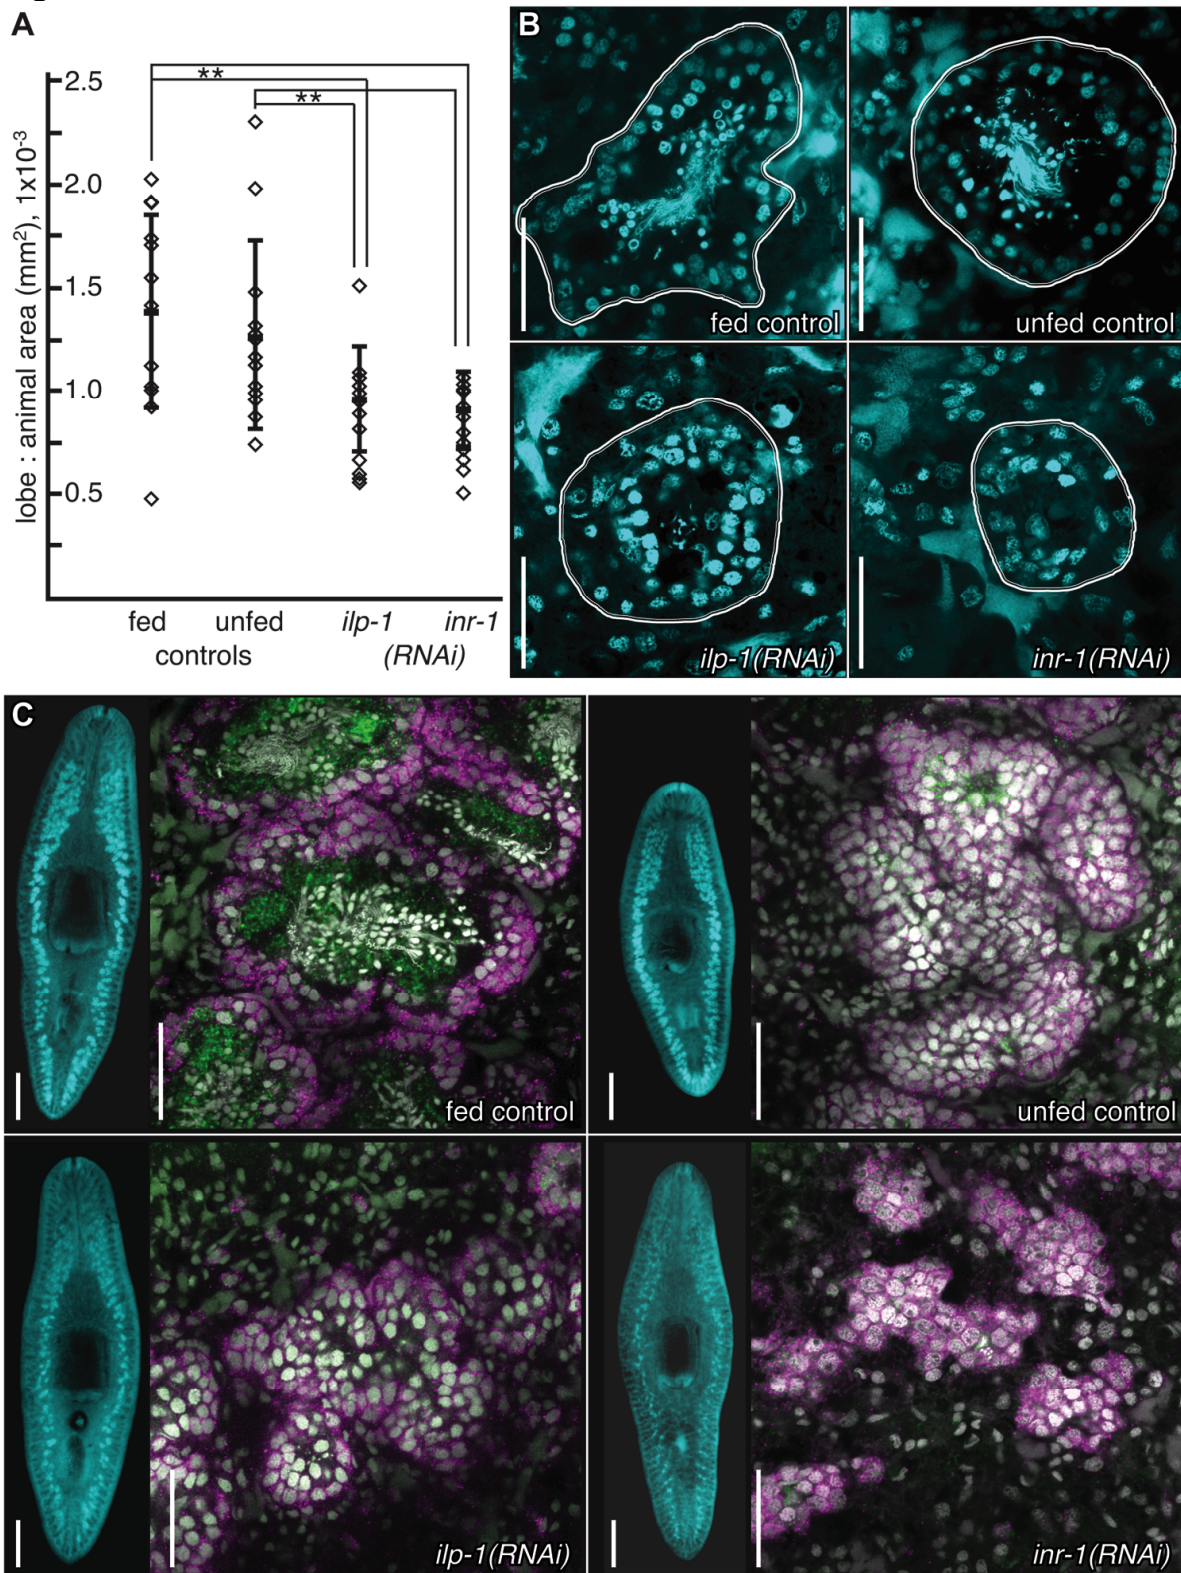 A
lobe : animal area (mm²), 1x10⁻³
2.5
2.0
1.5
1.0
0.5
**
**
fed
unfed
ilp-1
inr-1
controls
(RNAi)
B
fed control
unfed control
ilp-1(RNAi)
inr-1(RNAi)
C
fed control
unfed control
ilp-1(RNAi)
inr-1(RNAi)